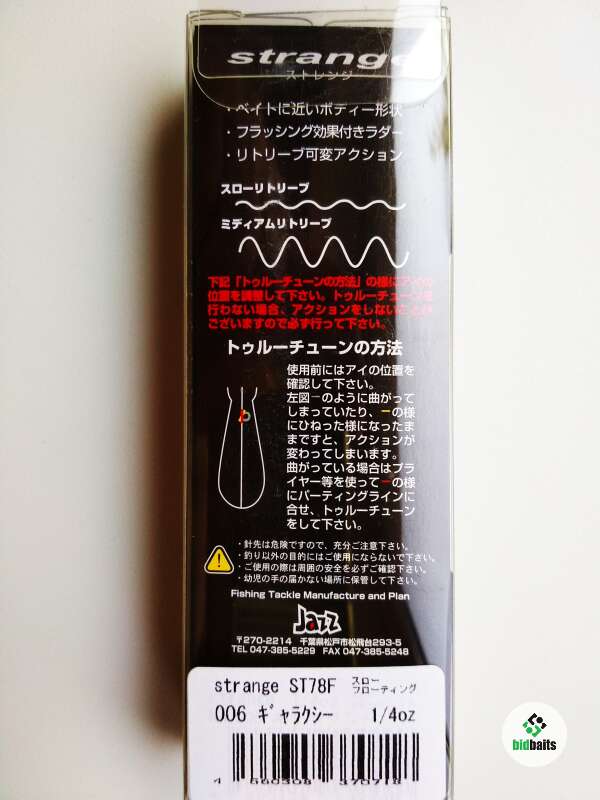 strange
ストレンジ
・ベイトに近いボディー形状
・フラッシング効果付きラダー
・リトリーブ可変アクション
スローリトリーブ
ミディアムリトリーブ
下記「トゥルーチューンの方法」の様にアイの
位置を調整して下さい。トゥルーチューンを
行わない場合、アクションをしないことが
ございますので必ず行って下さい。
トゥルーチューンの方法
使用前にはアイの位置を
確認して下さい。
左図ーのように曲がって
しまっていたり、ーの様
にひねった様になったま
まですと、アクションが
変わってしまいます。
曲がっている場合はプラ
イヤー等を使ってーの様
にパーティングラインに
合せ、トゥルーチューン
をして下さい。
・針先は危険ですので、充分ご注意下さい。
・釣り以外の目的にはご使用にならないで下さい。
・ご使用の際は周囲の安全を必ずご確認下さい。
・幼児の手の届かない場所に保管して下さい。
Fishing Tackle Manufacture and Plan
Jazz
〒270-2214 千葉県松戸市松飛台293-5
TEL 047-385-5229 FAX 047-385-5248
strange ST78F スロー フローティング
006 ギャラクシー 1/4oz
4 560308 370718
bidbaits